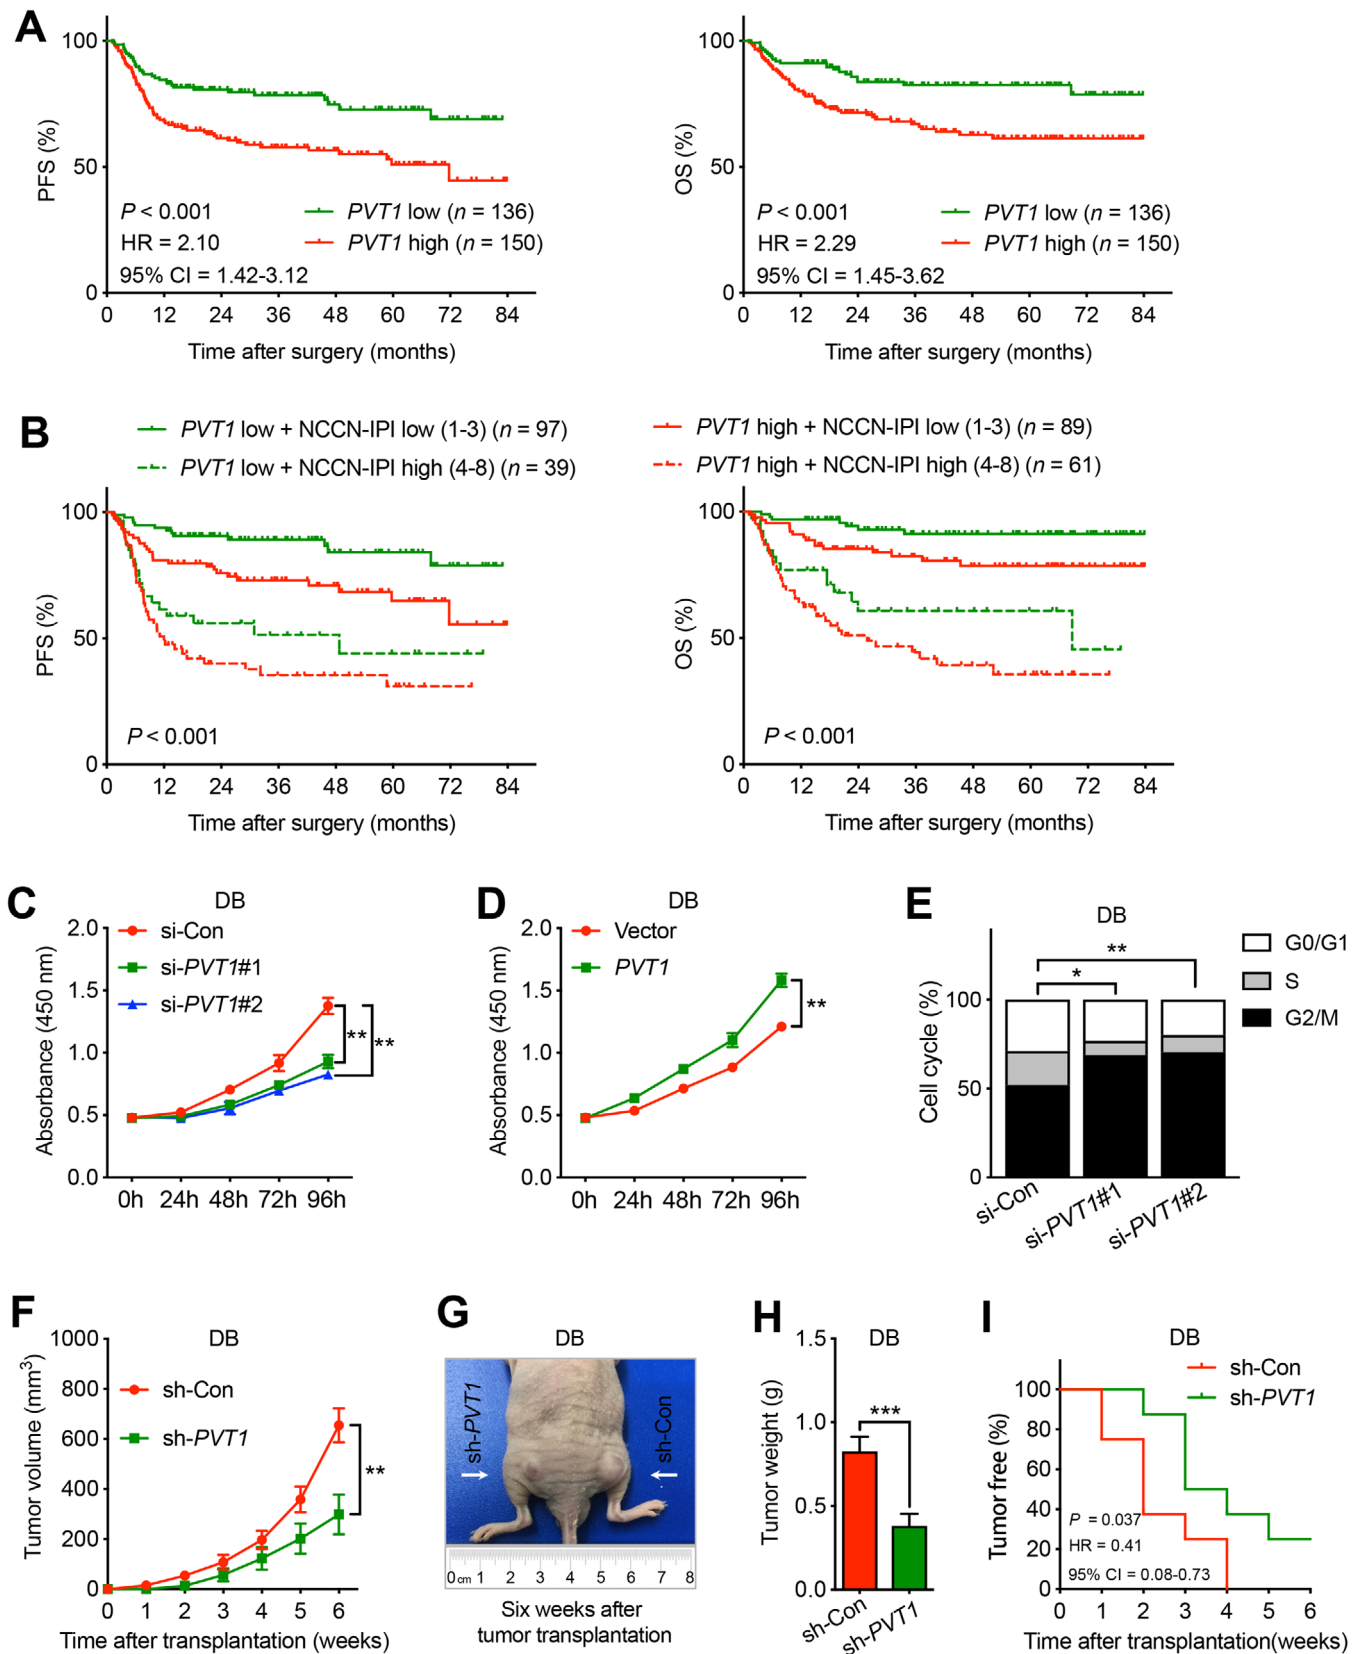 A
100
50
0
PFS (%)
P < 0.001
HR = 2.10
95% CI = 1.42-3.12
PVT1 low (n = 136)
PVT1 high (n = 150)
0 12 24 36 48 60 72 84
Time after surgery (months)
100
50
0
OS (%)
P < 0.001
HR = 2.29
95% CI = 1.45-3.62
PVT1 low (n = 136)
PVT1 high (n = 150)
0 12 24 36 48 60 72 84
Time after surgery (months)
B
PVT1 low + NCCN-IPI low (1-3) (n = 97)
PVT1 low + NCCN-IPI high (4-8) (n = 39)
PVT1 high + NCCN-IPI low (1-3) (n = 89)
PVT1 high + NCCN-IPI high (4-8) (n = 61)
100
50
0
PFS (%)
P < 0.001
0 12 24 36 48 60 72 84
Time after surgery (months)
100
50
0
OS (%)
P < 0.001
0 12 24 36 48 60 72 84
Time after surgery (months)
C
DB
2.0
1.5
1.0
0.5
0.0
Absorbance (450 nm)
si-Con
si-PVT1#1
si-PVT1#2
** **
0h 24h 48h 72h 96h
D
DB
2.0
1.5
1.0
0.5
0.0
Absorbance (450 nm)
Vector
PVT1
**
0h 24h 48h 72h 96h
E
DB
**
*
100
50
0
Cell cycle (%)
G0/G1
S
G2/M
si-Con
si-PVT1#1
si-PVT1#2
F
DB
1000
800
600
400
200
0
Tumor volume (mm³)
sh-Con
sh-PVT1
**
0 1 2 3 4 5 6
Time after transplantation (weeks)
G
DB
sh-PVT1
sh-Con
0cm 1 2 3 4 5 6 7 8
Six weeks after
tumor transplantation
H
DB
1.5
1.0
0.5
0.0
Tumor weight (g)
***
sh-Con
sh-PVT1
I
DB
sh-Con
sh-PVT1
100
80
60
40
20
0
Tumor free (%)
P = 0.037
HR = 0.41
95% CI = 0.08-0.73
0 1 2 3 4 5 6
Time after transplantation(weeks)